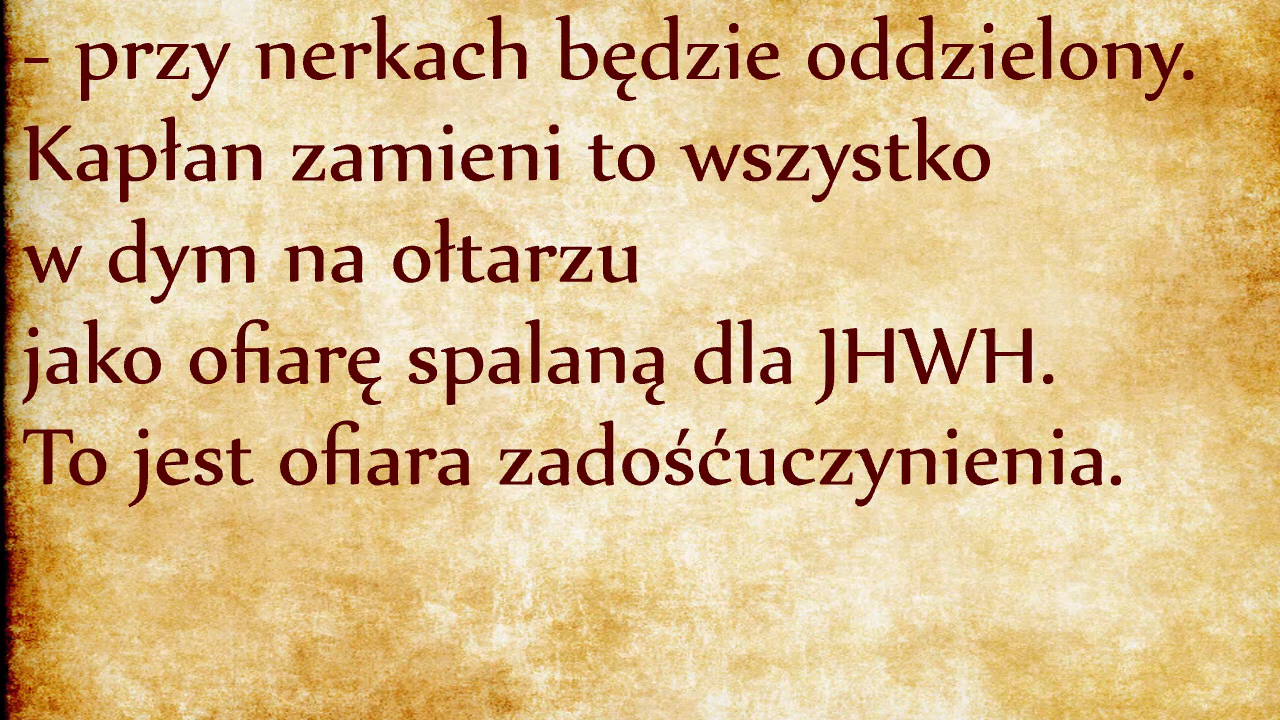 - przy nerkach będzie oddzielony.
Kapłan zamieni to wszystko
w dym na ołtarzu
jako ofiarę spalaną dla JHWH.
To jest ofiara zadośćuczynienia.